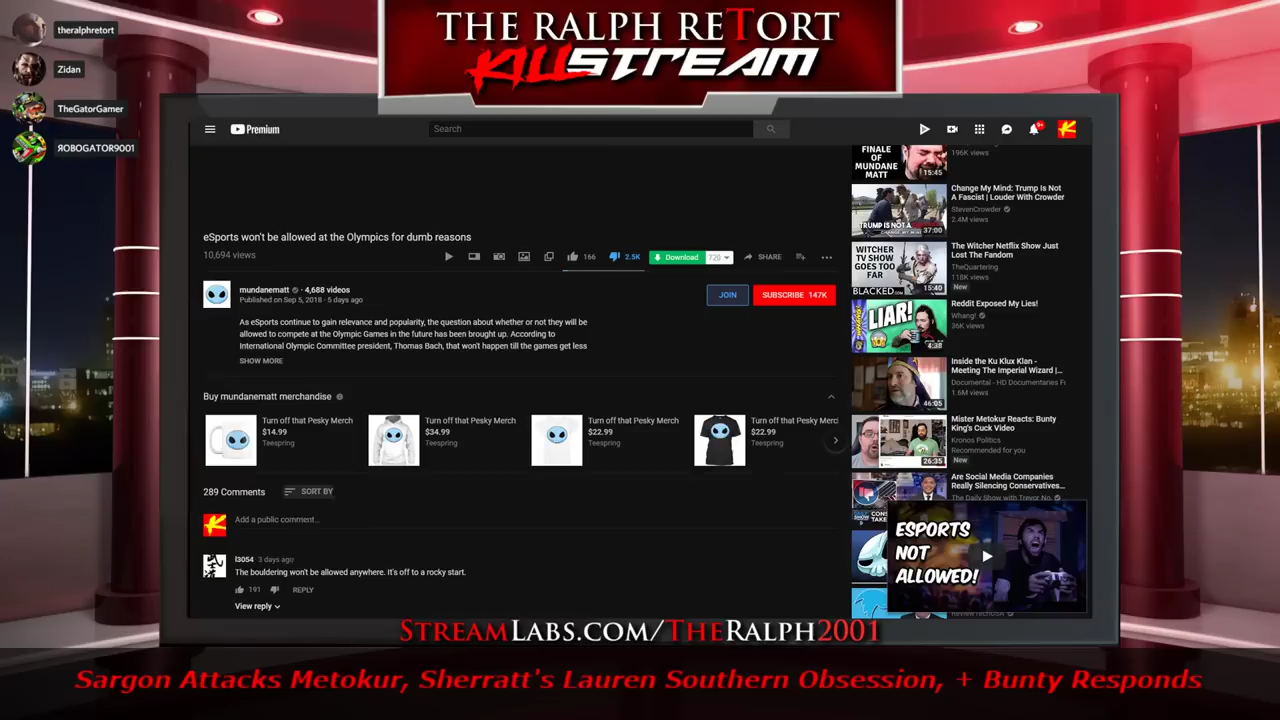 THE RALPH RETORT
KILLSTREAM
theralphretort
Zidan
TheGatorGamer
ЯOBOGATOR9001
Premium
Search
9+
eSports won't be allowed at the Olympics for dumb reasons
10,694 views
166
2.5K
Download
720
SHARE
mundanematt
4,688 videos
Published on Sep 5, 2018 · 5 days ago
JOIN
SUBSCRIBE 147K
As eSports continue to gain relevance and popularity, the question about whether or not they will be
allowed to compete at the Olympic Games in the future has been brought up. According to
International Olympic Committee president, Thomas Bach, that won't happen till the games get less
SHOW MORE
Buy mundanematt merchandise
Turn off that Pesky Merch
$14.99
Teespring
Turn off that Pesky Merch
$34.99
Teespring
Turn off that Pesky Merch
$22.99
Teespring
Turn off that Pesky Merch
$22.99
Teespring
289 Comments
SORT BY
Add a public comment...
l3054 3 days ago
The bouldering won't be allowed anywhere. It's off to a rocky start.
191
REPLY
View reply
FINALE
OF
MUNDANE
MATT
15:45
196K views
TRUMP IS NOT
37:00
Change My Mind: Trump Is Not
A Fascist | Louder With Crowder
StevenCrowder
2.4M views
WITCHER
TV SHOW
GOES TOO
FAR
BLACKED.COM
15:40
The Witcher Netflix Show Just
Lost The Fandom
TheQuartering
118K views
New
LIAR!
4:38
Reddit Exposed My Lies!
Whang!
36K views
46:05
Inside the Ku Klux Klan -
Meeting The Imperial Wizard |...
Documental - HD Documentaries Fr
1.6M views
26:35
Mister Metokur Reacts: Bunty
King's Cuck Video
Kronos Politics
Recommended for you
New
Are Social Media Companies
Really Silencing Conservatives...
The Daily Show with Trevor No.
ESPORTS
NOT
ALLOWED!
STREAMLABS.COM/THERALPH2001
Sargon Attacks Metokur, Sherratt's Lauren Southern Obsession, + Bunty Responds